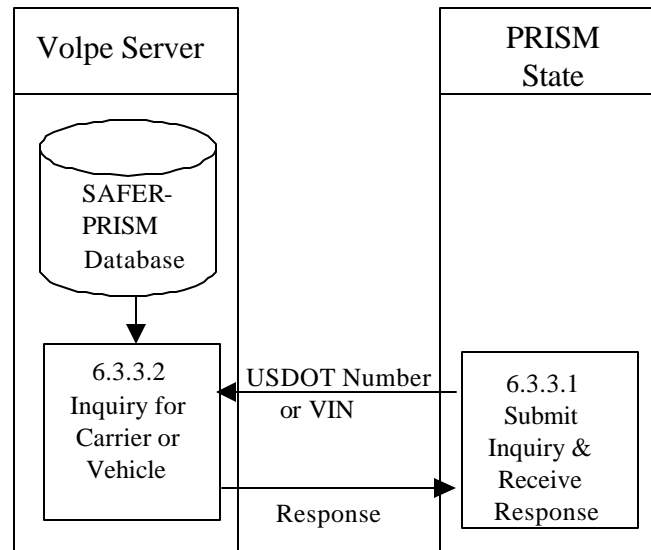 Volpe Server
PRISM
State
SAFER-
PRISM
Database
6.3.3.2
Inquiry for
Carrier or
Vehicle
USDOT Number
or VIN
Response
6.3.3.1
Submit
Inquiry &
Receive
Response